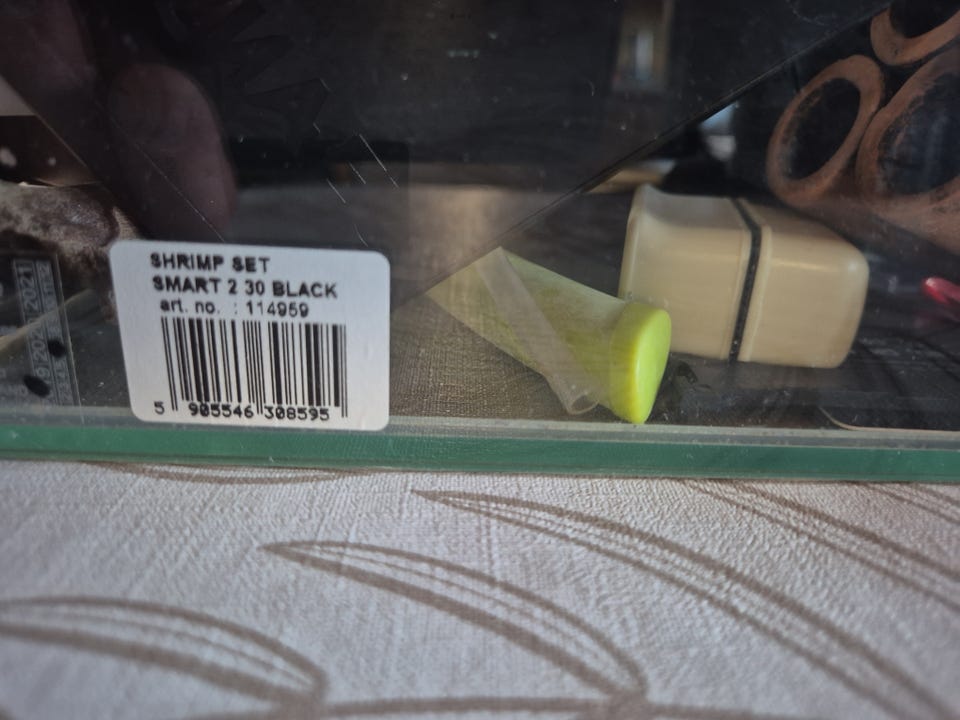 SHRIMP SET
SMART 2 30 BLACK
art. no. : 114959
5 905546 308595